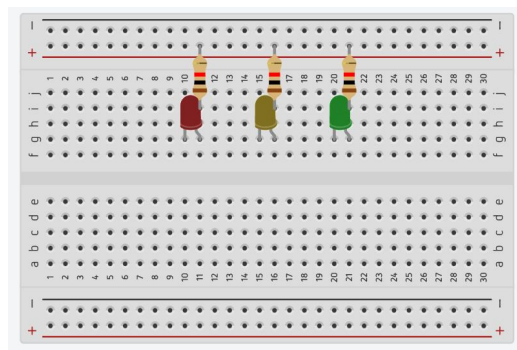 − −
+ +
1 2 3 4 5 6 7 8 9 10 11 12 13 14 15 16 17 18 19 20 21 22 23 24 25 26 27 28 29 30
j j
i i
h h
g g
f f
e e
d d
c c
b b
a a
1 2 3 4 5 6 7 8 9 10 11 12 13 14 15 16 17 18 19 20 21 22 23 24 25 26 27 28 29 30
− −
+ +